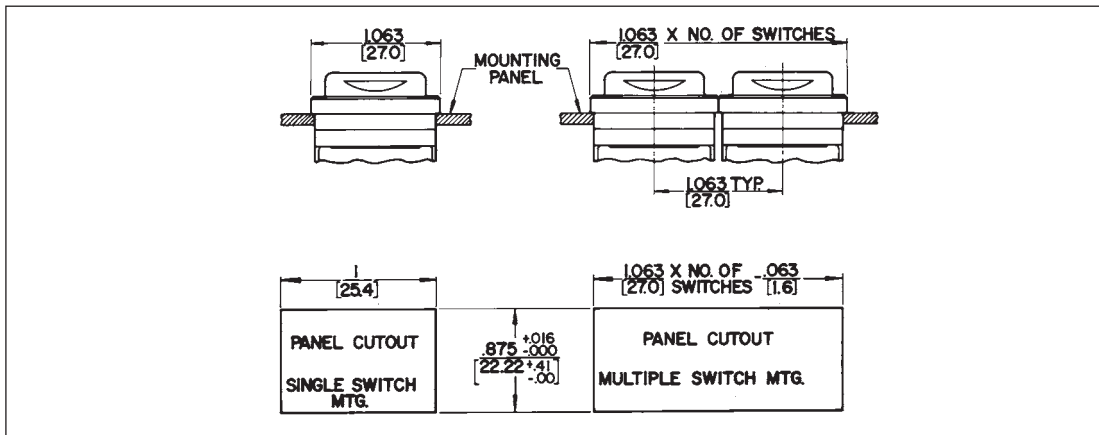 1.063
[27.0]
MOUNTING
PANEL
1.063 X NO. OF SWITCHES
[27.0]
1.063 TYP.
[27.0]
1
[25.4]
PANEL CUTOUT
SINGLE SWITCH
MTG.
.875 +.016 -.000
[22.22 +.41 -.00]
1.063 X NO. OF - .063
[27.0] SWITCHES [1.6]
PANEL CUTOUT
MULTIPLE SWITCH MTG.